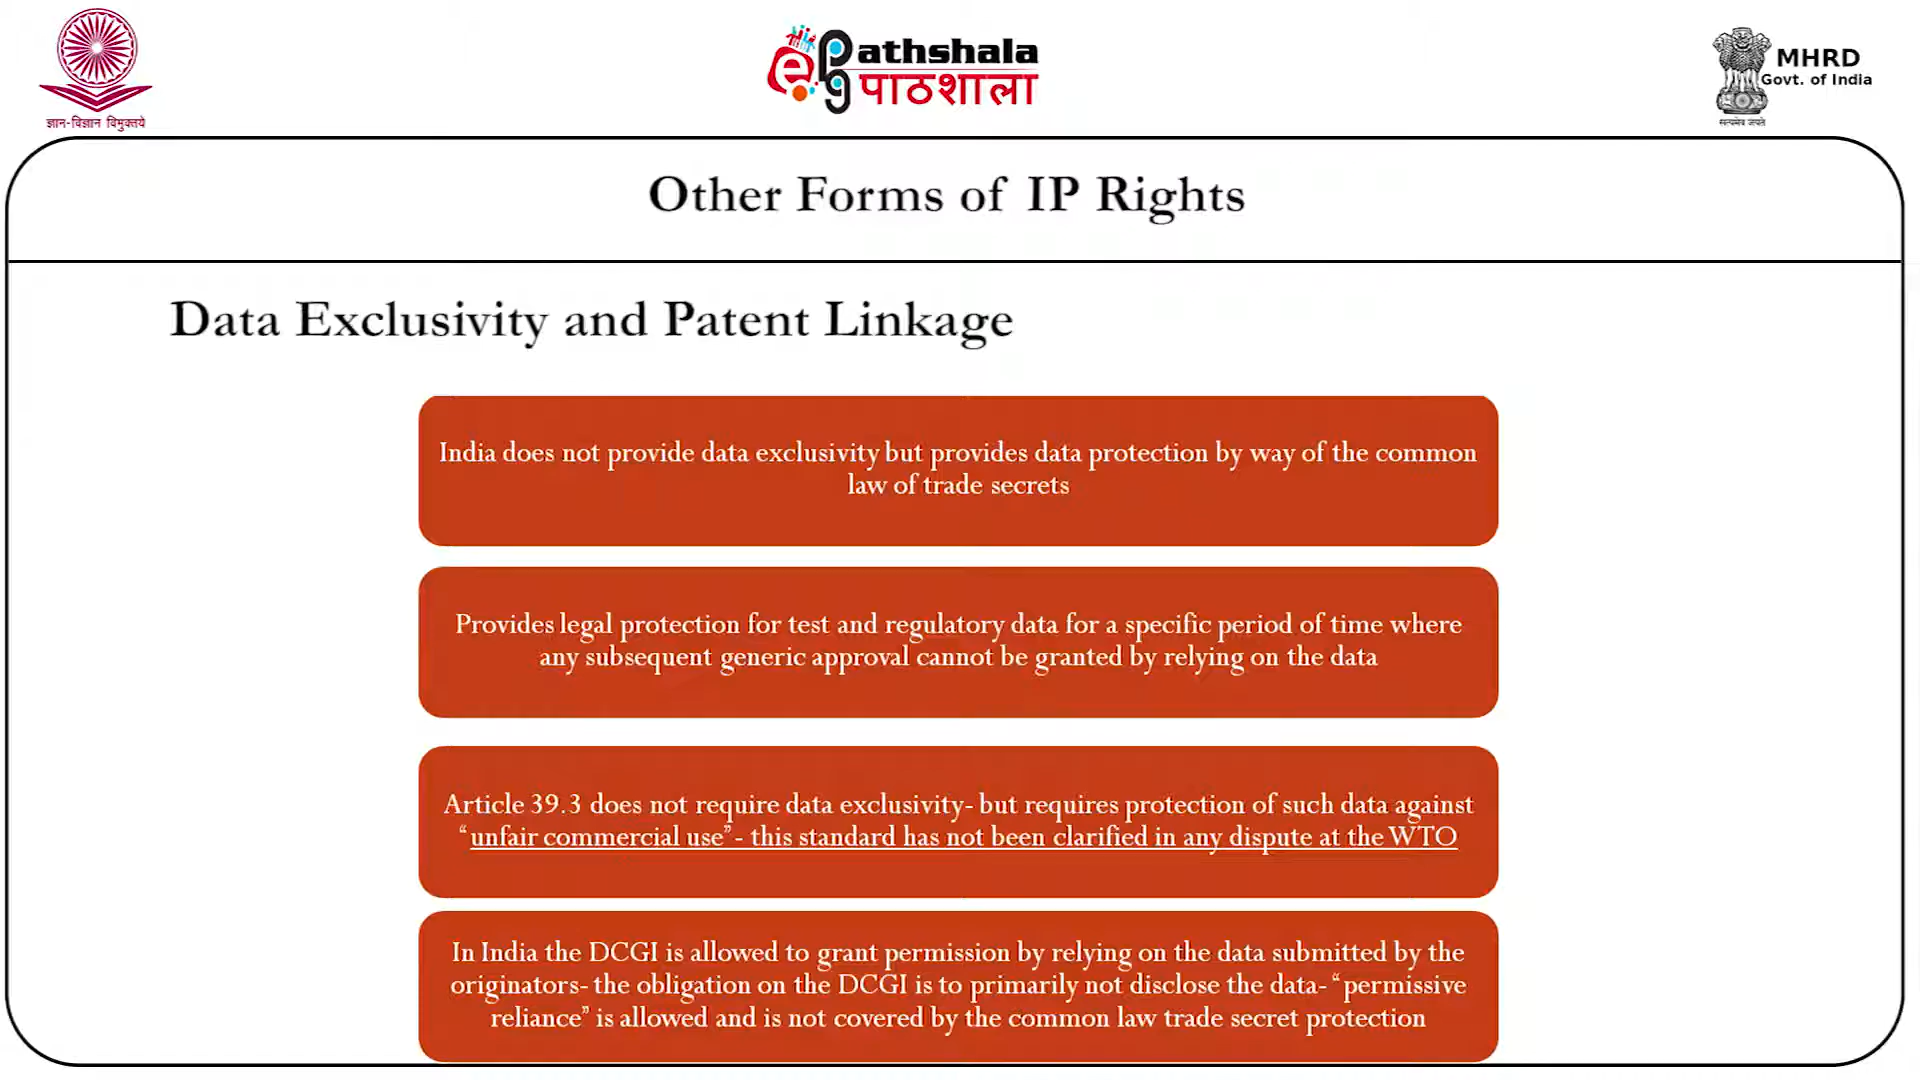 ज्ञान-विज्ञान विमुक्तये
e pg athshala
पाठशाला
MHRD
Govt. of India
सत्यमेव जयते
Other Forms of IP Rights
Data Exclusivity and Patent Linkage
India does not provide data exclusivity but provides data protection by way of the common
law of trade secrets
Provides legal protection for test and regulatory data for a specific period of time where
any subsequent generic approval cannot be granted by relying on the data
Article 39.3 does not require data exclusivity- but requires protection of such data against
“unfair commercial use”- this standard has not been clarified in any dispute at the WTO
In India the DCGI is allowed to grant permission by relying on the data submitted by the
originators- the obligation on the DCGI is to primarily not disclose the data- “permissive
reliance” is allowed and is not covered by the common law trade secret protection